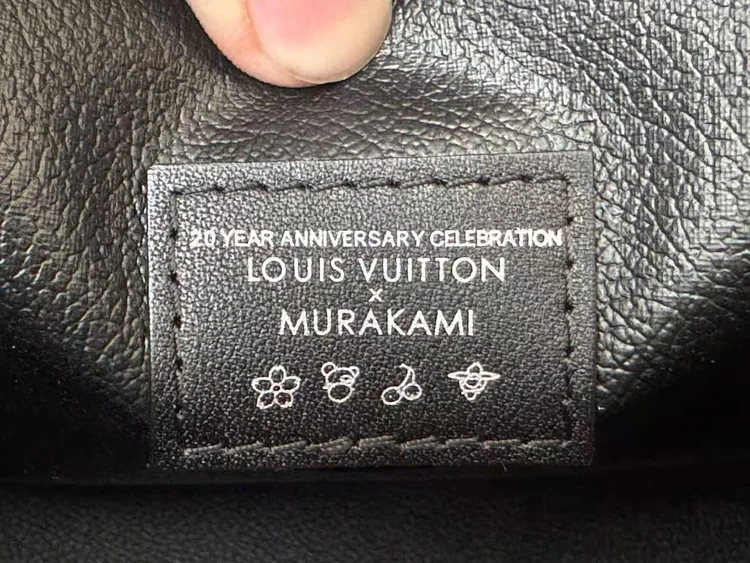 20 YEAR ANNIVERSARY CELEBRATION
LOUIS VUITTON
x
MURAKAMI